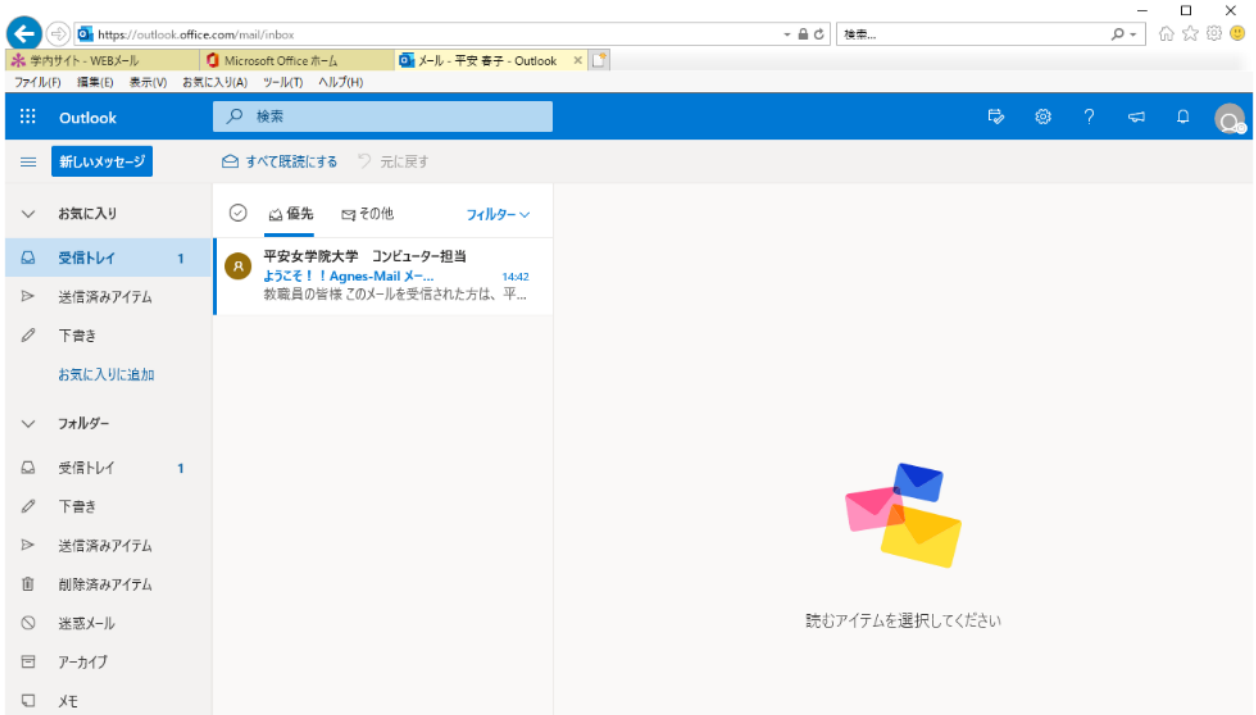 https://outlook.office.com/mail/inbox
検索...
学内サイト - WEBメール
Microsoft Office ホーム
メール - 平安 春子 - Outlook
ファイル(F) 編集(E) 表示(V) お気に入り(A) ツール(T) ヘルプ(H)
Outlook
検索
新しいメッセージ
すべて既読にする
元に戻す
お気に入り
受信トレイ 1
送信済みアイテム
下書き
お気に入りに追加
フォルダー
受信トレイ 1
下書き
送信済みアイテム
削除済みアイテム
迷惑メール
アーカイブ
メモ
優先
その他
フィルター
平安女学院大学 コンピューター担当
ようこそ!!Agnes-Mail メー... 14:42
教職員の皆様 このメールを受信された方は、平...
読むアイテムを選択してください